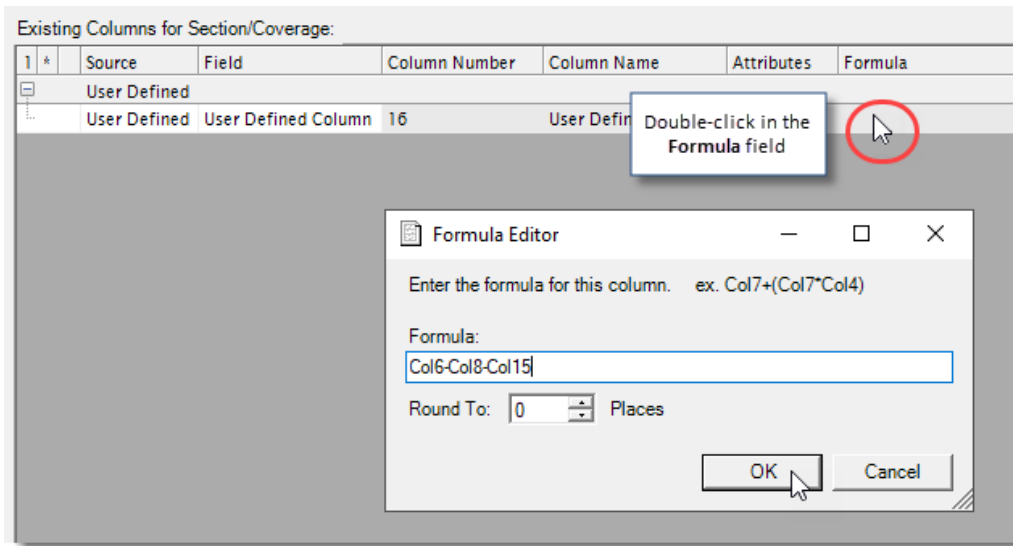 Existing Columns for Section/Coverage:
1 * Source Field Column Number Column Name Attributes Formula
User Defined
User Defined User Defined Column 16 User Defin
Double-click in the
Formula field
Formula Editor
Enter the formula for this column. ex. Col7+(Col7*Col4)
Formula:
Col6-Col8-Col15
Round To: 0 Places
OK Cancel